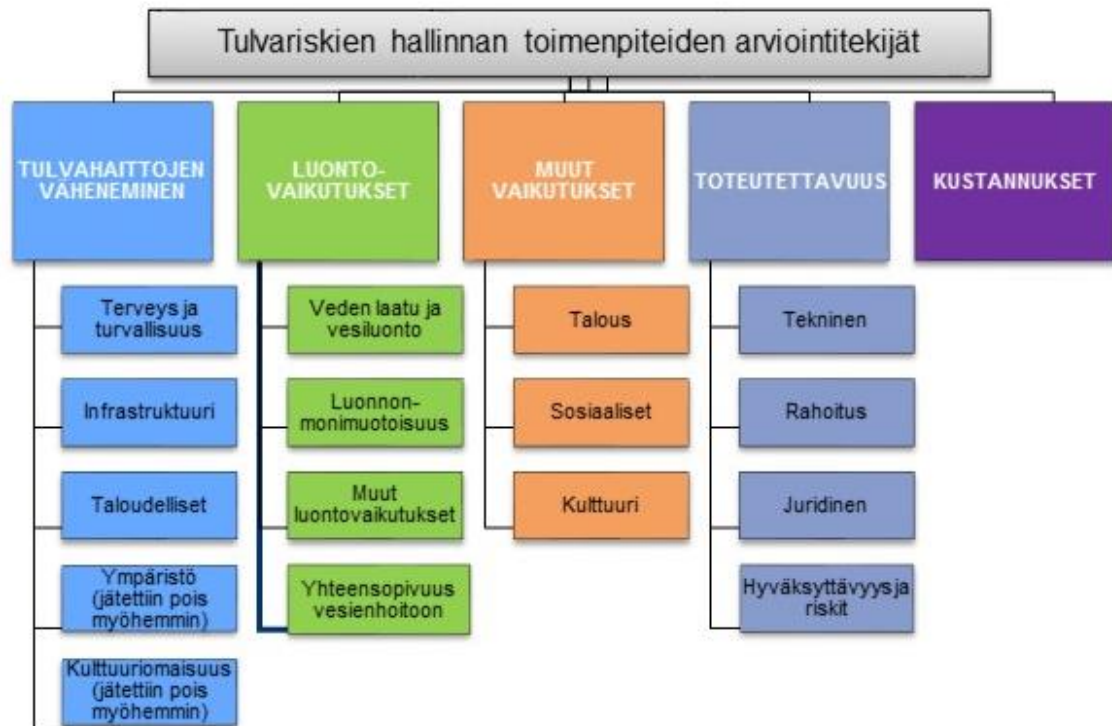 Tulvariskien hallinnan toimenpiteiden arviointitekijät
TULVAHAITTOJEN
VÄHENEMINEN
LUONTO-
VAIKUTUKSET
MUUT
VAIKUTUKSET
TOTEUTETTAVUUS
KUSTANNUKSET
Terveys ja
turvallisuus
Infrastruktuuri
Taloudelliset
Ympäristö
(jätettiin pois
myöhemmin)
Kulttuuriomaisuus
(jätettiin pois
myöhemmin)
Veden laatu ja
vesiluonto
Luonnon-
monimuotoisuus
Muut
luontovaikutukset
Yhteensopivuus
vesienhoitoon
Talous
Sosiaaliset
Kulttuuri
Tekninen
Rahoitus
Juridinen
Hyväksyttävyys ja
riskit